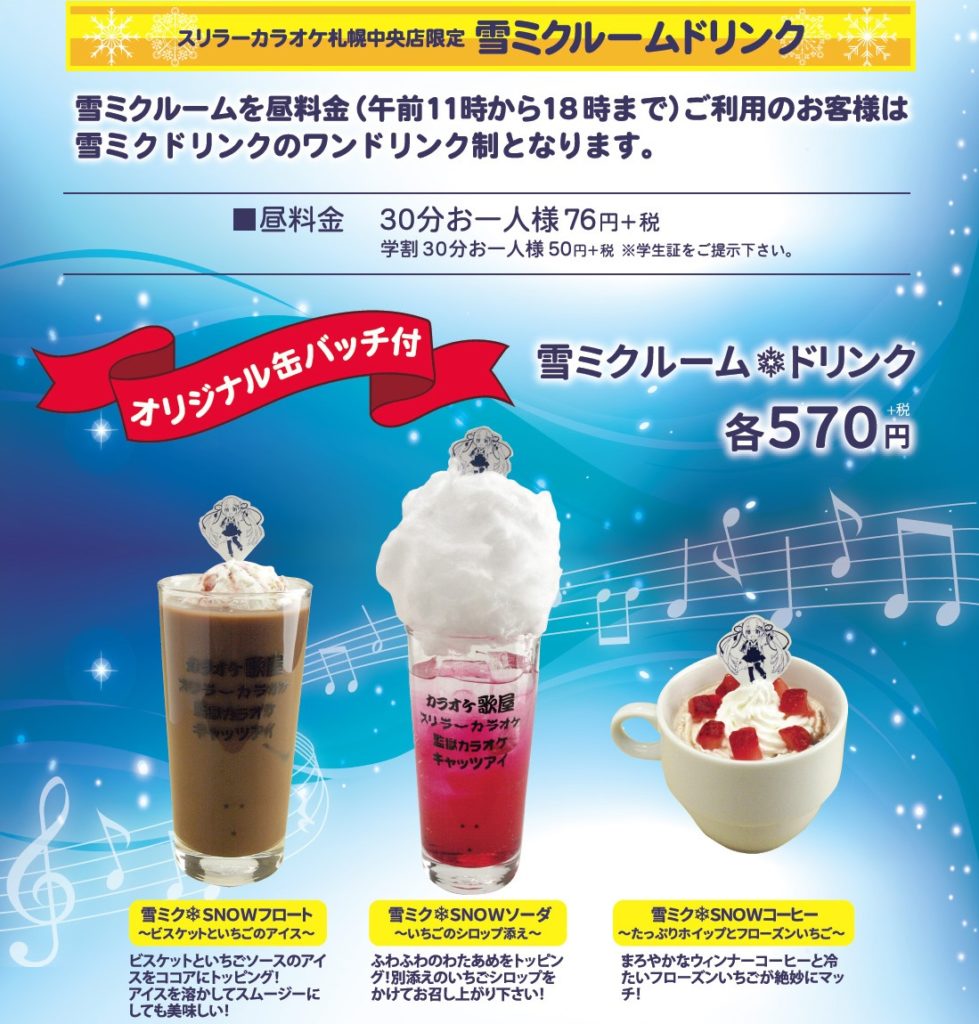 スリラーカラオケ札幌中央店限定 雪ミクルームドリンク
雪ミクルームを昼料金(午前11時から18時まで)ご利用のお客様は
雪ミクドリンクのワンドリンク制となります。
■昼料金 30分お一人様76円+税
学割30分お一人様50円+税 ※学生証をご提示下さい。
オリジナル缶バッチ付
雪ミクルーム❄ドリンク
各570円+税
カラオケ歌屋
スリラーカラオケ
監獄カラオケ
キャッツアイ
カラオケ歌屋
スリラーカラオケ
監獄カラオケ
キャッツアイ
雪ミク❄SNOWフロート
~ビスケットといちごのアイス~
ビスケットといちごソースのアイ
スをココアにトッピング!
アイスを溶かしてスムージーに
しても美味しい!
雪ミク❄SNOWソーダ
~いちごのシロップ添え~
ふわふわのわたあめをトッピン
グ!別添えのいちごシロップを
かけてお召し上がり下さい!
雪ミク❄SNOWコーヒー
~たっぷりホイップとフローズンいちご~
まろやかなウィンナーコーヒーと冷
たいフローズンいちごが絶妙にマッ
チ!